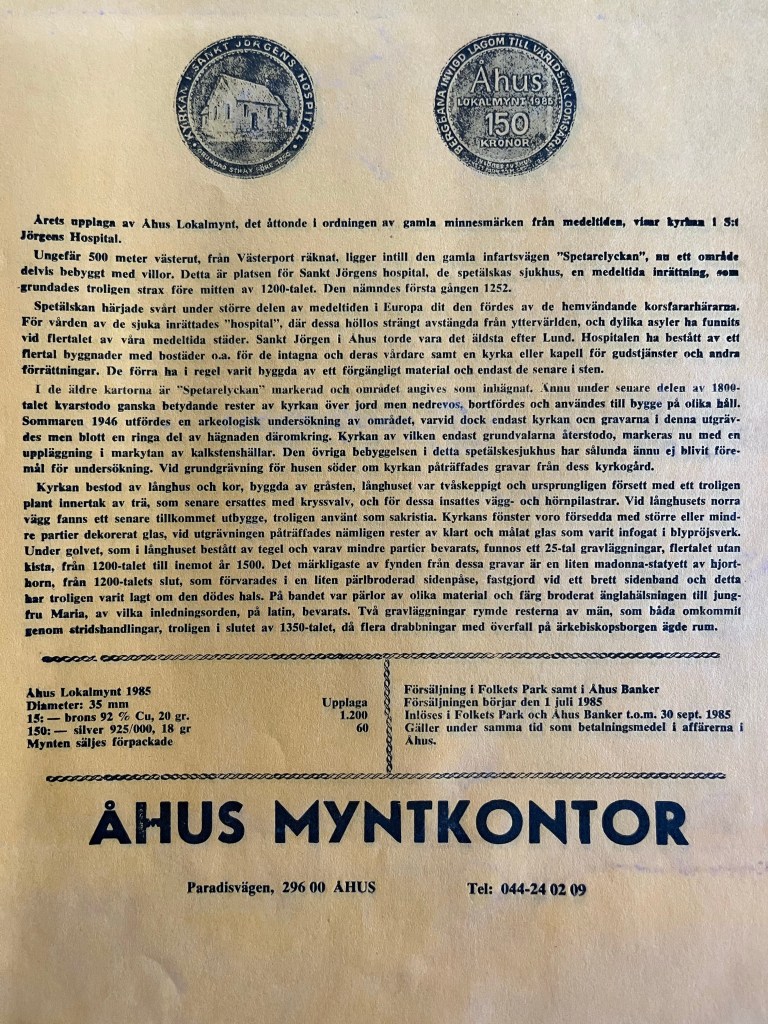 KYRKAN I SANKT JÖRGENS HOSPITAL
Åhus
LOKALMYNT 1985
150
KRONOR
Årets upplaga av Åhus Lokalmynt, det åttonde i ordningen av gamla minnesmärken från medeltiden, visar kyrkan i S:t
Jörgens Hospital.
Ungefär 500 meter västerut, från Västerport räknat, ligger intill den gamla infartsvägen "Spetarelyckan", nu ett område
delvis bebyggt med villor. Detta är platsen för Sankt Jörgens hospital, de spetälskas sjukhus, en medeltida inrättning, som
grundades troligen strax före mitten av 1200-talet. Den nämndes första gången 1252.
Spetälskan härjade svårt under större delen av medeltiden i Europa dit den fördes av de hemvändande korsfararhärarna.
För vården av de sjuka inrättades "hospital", där dessa höllos strängt avstängda från yttervärlden, och dylika asyler ha funnits
vid flertalet av våra medeltida städer. Sankt Jörgen i Åhus torde vara det äldsta efter Lund. Hospitalen ha bestått av ett
flertal byggnader med bostäder o.a. för de intagna och deras vårdare samt en kyrka eller kapell för gudstjänster och andra
förrättningar. De förra ha i regel varit byggda av ett förgängligt material och endast de senare i sten.
I de äldre kartorna är "Spetarelyckan" markerad och området angives som inhägnat. Ännu under senare delen av 1800-
talet kvarstodo ganska betydande rester av kyrkan över jord men nedrevos, bortfördes och användes till bygge på olika håll.
Sommaren 1946 utfördes en arkeologisk undersökning av området, varvid dock endast kyrkan och gravarna i denna utgräv-
des men blott en ringa del av hägnaden däromkring. Kyrkan av vilken endast grundvalarna återstodo, markeras nu med en
uppläggning i markytan av kalkstenshällar. Den övriga bebyggelsen i detta spetälskesjukhus har sålunda ännu ej blivit före-
mål för undersökning. Vid grundgrävning för husen söder om kyrkan påträffades gravar från dess kyrkogård.
Kyrkan bestod av långhus och kor, byggda av gråsten, långhuset var tvåskeppigt och ursprungligen försett med ett troligen
plant innertak av trä, som senare ersattes med kryssvalv, och för dessa insattes vägg- och hörnpilastrar. Vid långhusets norra
vägg fanns ett senare tillkommet utbygge, troligen använt som sakristia. Kyrkans fönster voro försedda med större eller mind-
re partier dekorerat glas, vid utgrävningen påträffades nämligen rester av klart och målat glas som varit infogat i blypröjsverk.
Under golvet, som i långhuset bestått av tegel och varav mindre partier bevarats, funnos ett 25-tal gravläggningar, flertalet utan
kista, från 1200-talet till inemot år 1500. Det märkligaste av fynden från dessa gravar är en liten madonna-statyett av hjort-
horn, från 1200-talets slut, som förvarades i en liten pärlbroderad sidenpåse, fastgjord vid ett brett sidenband och detta
har troligen varit lagt om den dödes hals. På bandet var pärlor av olika material och färg broderat änglahälsningen till jung-
fru Maria, av vilka inledningsorden, på latin, bevarats. Två gravläggningar rymde resterna av män, som båda omkommit
genom stridshandlingar, troligen i slutet av 1350-talet, då flera drabbningar med överfall på ärkebiskopsborgen ägde rum.
Åhus Lokalmynt 1985
Diameter: 35 mm Upplaga
15: — brons 92 % Cu, 20 gr. 1.200
150: — silver 925/000, 18 gr 60
Mynten säljes förpackade
Försäljning i Folkets Park samt i Åhus Banker
Försäljningen börjar den 1 juli 1985
Inlöses i Folkets Park och Åhus Banker t.o.m. 30 sept. 1985
Gäller under samma tid som betalningsmedel i affärerna i
Åhus.
ÅHUS MYNTKONTOR
Paradisvägen, 296 00 ÅHUS Tel: 044-24 02 09